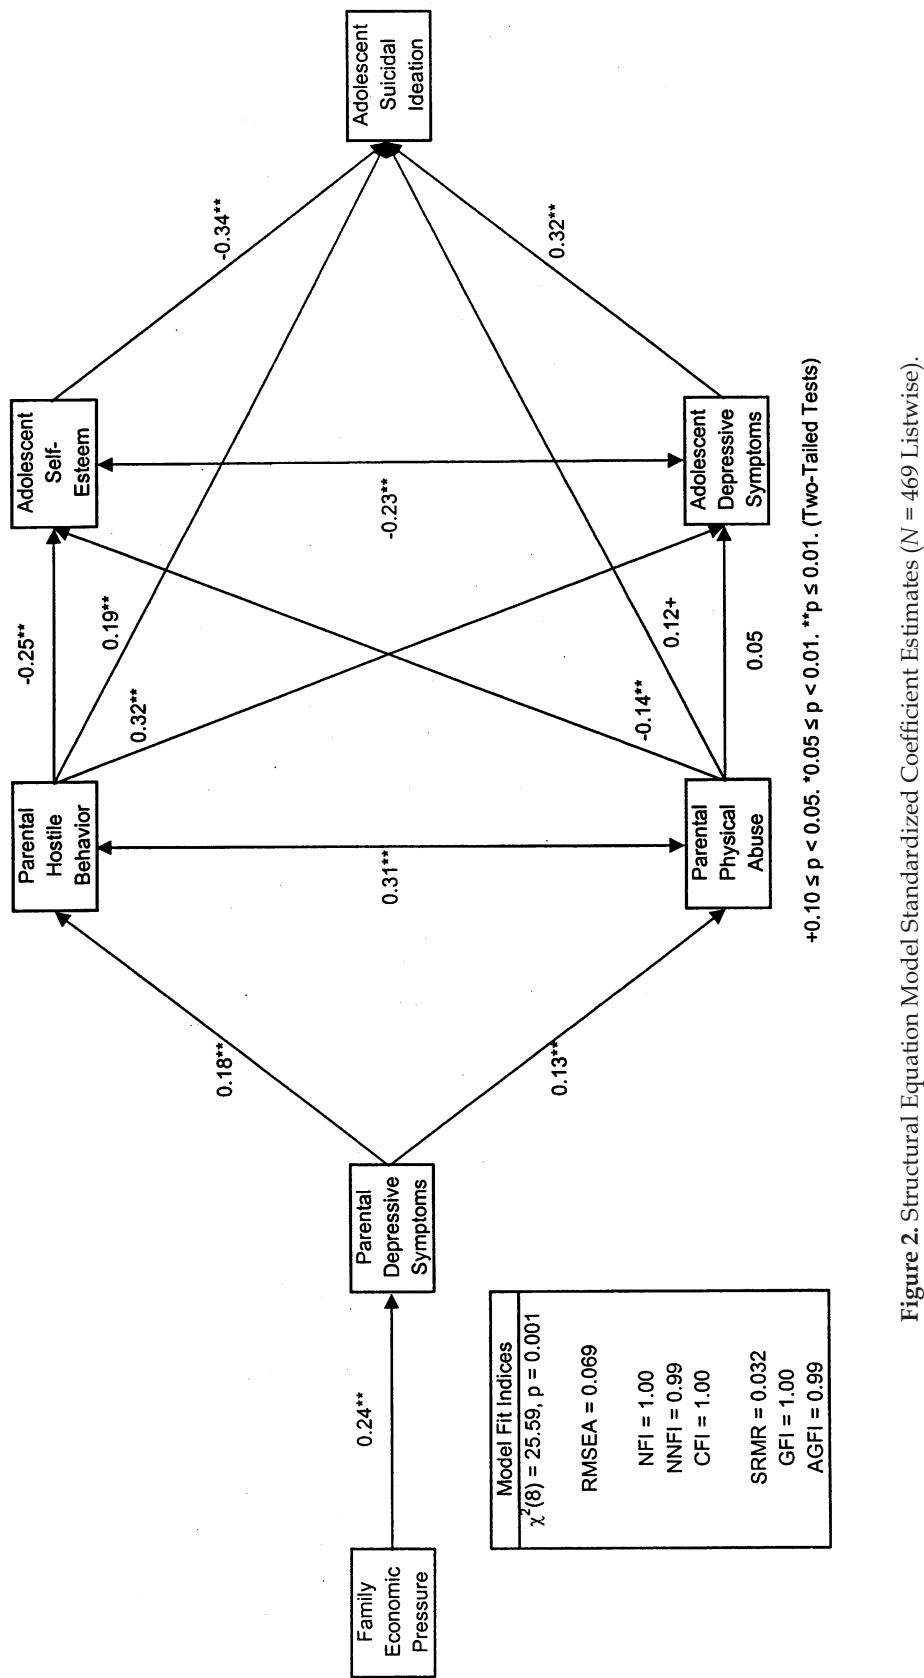 Family
Economic
Pressure
0.24**
Parental
Depressive
Symptoms
0.18**
0.13**
Parental
Hostile
Behavior
0.31**
Parental
Physical
Abuse
-0.25**
0.19**
0.32**
-0.14**
0.12+
0.05
Adolescent
Self-
Esteem
-0.23**
Adolescent
Depressive
Symptoms
-0.34**
0.32**
Adolescent
Suicidal
Ideation
Model Fit Indices
χ²(8) = 25.59, p = 0.001
RMSEA = 0.069
NFI = 1.00
NNFI = 0.99
CFI = 1.00
SRMR = 0.032
GFI = 1.00
AGFI = 0.99
+0.10 ≤ p < 0.05. *0.05 ≤ p < 0.01. **p ≤ 0.01. (Two-Tailed Tests)
Figure 2. Structural Equation Model Standardized Coefficient Estimates (N = 469 Listwise).